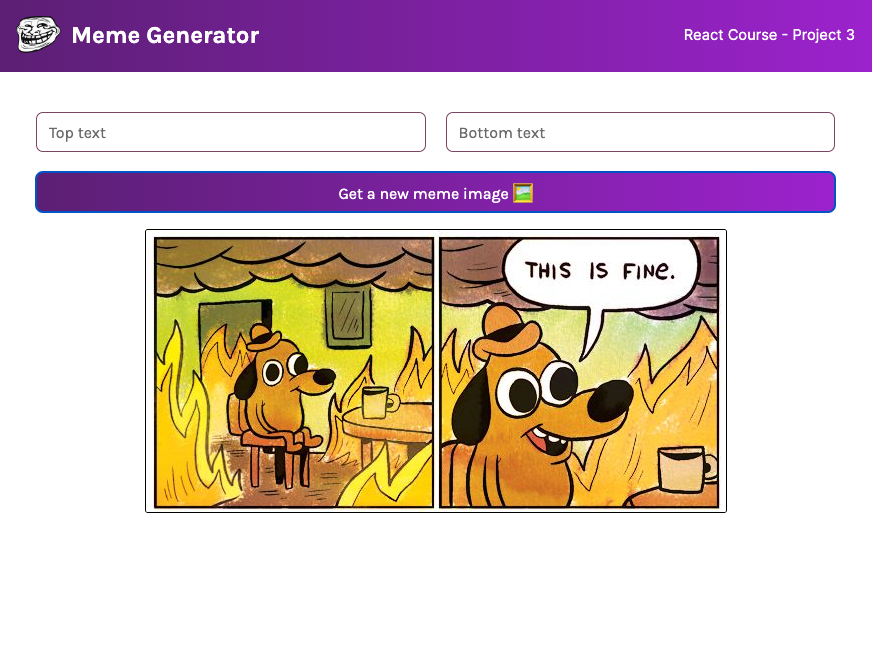 Meme Generator
React Course - Project 3
Top text
Bottom text
Get a new meme image 🖼️
THIS IS FINE.